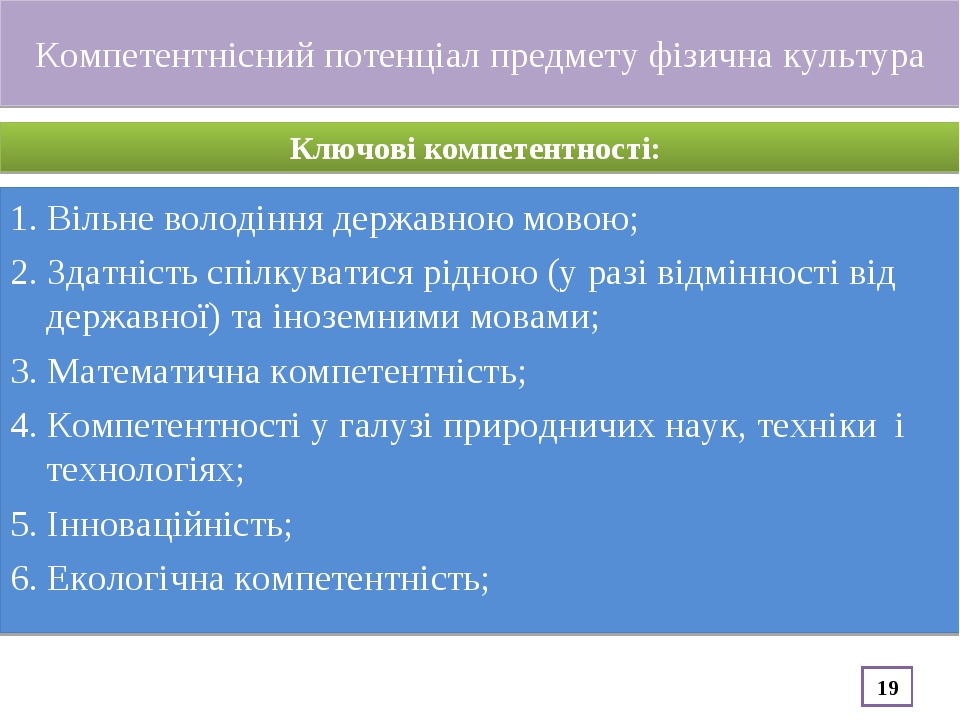 Компетентнісний потенціал предмету фізична культура
Ключові компетентності:
1. Вільне володіння державною мовою;
2. Здатність спілкуватися рідною (у разі відмінності від
державної) та іноземними мовами;
3. Математична компетентність;
4. Компетентності у галузі природничих наук, техніки і
технологіях;
5. Інноваційність;
6. Екологічна компетентність;
19